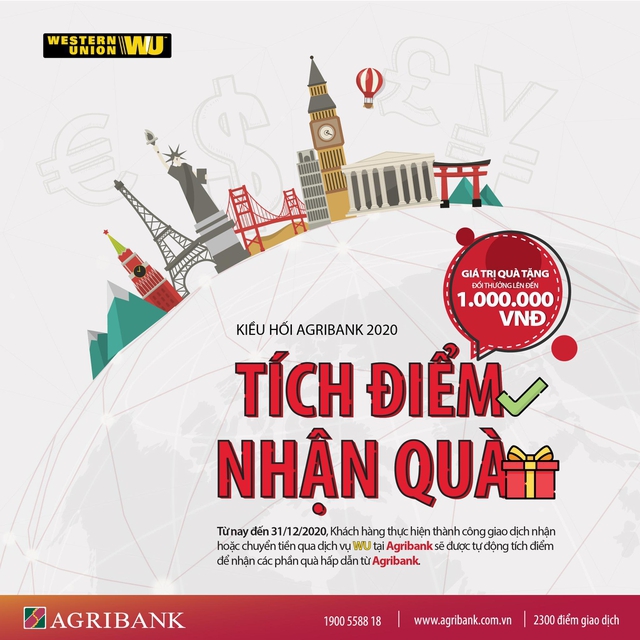 WESTERN
UNION WU
GIÁ TRỊ QUÀ TẶNG
ĐỔI THƯỞNG LÊN ĐẾN
1.000.000
VNĐ
KIỀU HỐI AGRIBANK 2020
TÍCH ĐIỂM
NHẬN QUÀ
Từ nay đến 31/12/2020, Khách hàng thực hiện thành công giao dịch nhận
hoặc chuyển tiền qua dịch vụ WU tại Agribank sẽ được tự động tích điểm
để nhận các phần quà hấp dẫn từ Agribank.
AGRIBANK
1900 5588 18 | www.agribank.com.vn | 2300 điểm giao dịch